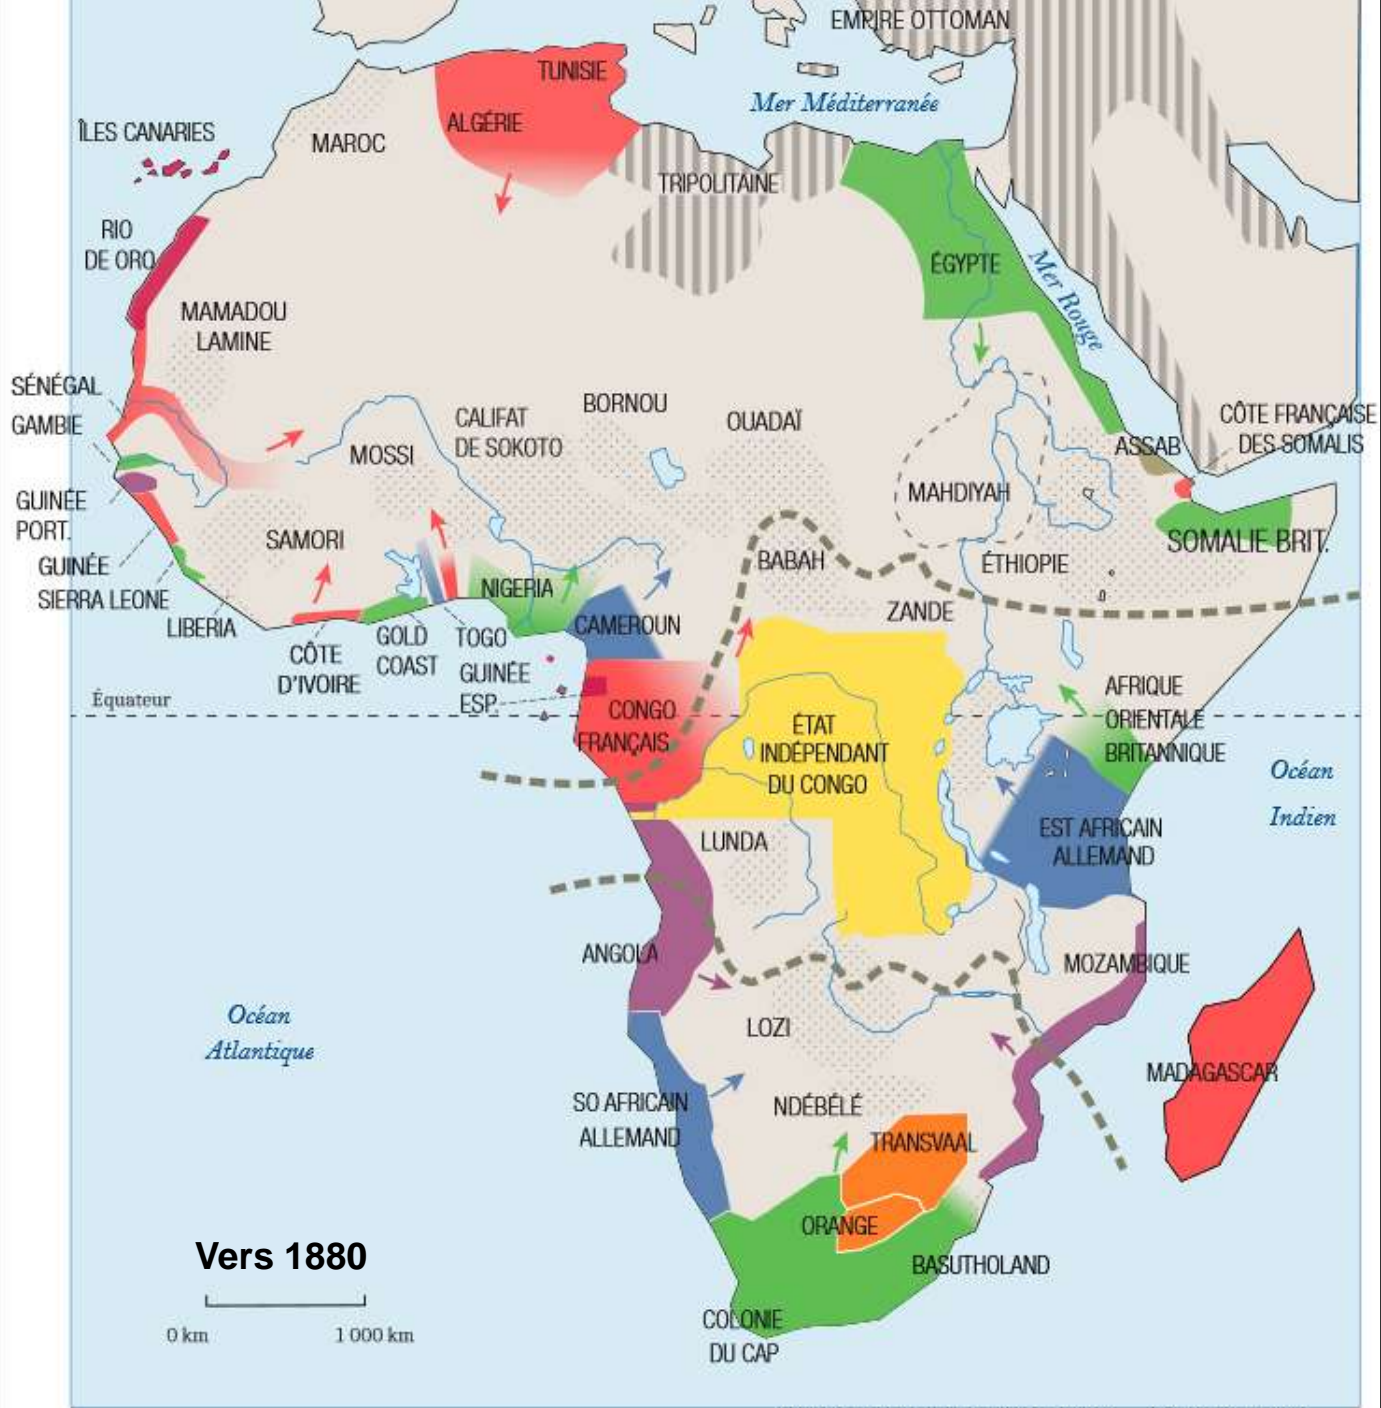 EMPIRE OTTOMAN
TUNISIE
Mer Méditerranée
ALGÉRIE
ÎLES CANARIES
MAROC
TRIPOLITAINE
RIO
DE ORO
ÉGYPTE
Mer Rouge
MAMADOU
LAMINE
SÉNÉGAL
GAMBIE
BORNOU
CALIFAT
DE SOKOTO
OUADAÏ
CÔTE FRANÇAISE
DES SOMALIS
ASSAB
MOSSI
MAHDIYAH
GUINÉE
PORT.
SAMORI
SOMALIE BRIT.
GUINÉE
BABAH
ÉTHIOPIE
SIERRA LEONE
NIGERIA
LIBERIA
CAMEROUN
ZANDE
GOLD
COAST
TOGO
CÔTE
D'IVOIRE
GUINÉE
ESP.
Équateur
CONGO
FRANÇAIS
AFRIQUE
ORIENTALE
BRITANNIQUE
ÉTAT
INDÉPENDANT
DU CONGO
Océan
Indien
LUNDA
EST AFRICAIN
ALLEMAND
ANGOLA
MOZAMBIQUE
Océan
Atlantique
LOZI
MADAGASCAR
SO AFRICAIN
ALLEMAND
NDÉBÉLÉ
TRANSVAAL
ORANGE
BASUTHOLAND
Vers 1880
COLONIE
DU CAP
0 km 1 000 km